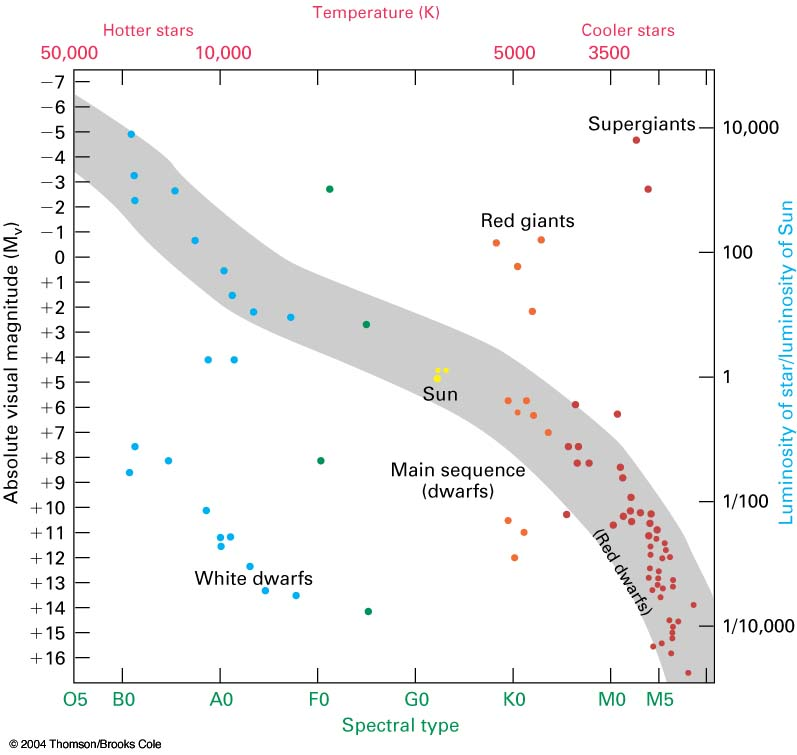 Temperature (K)
Hotter stars
Cooler stars
50,000
10,000
5000
3500
−7
−6
−5
−4
−3
−2
−1
0
+1
+2
+3
+4
+5
+6
+7
+8
+9
+10
+11
+12
+13
+14
+15
+16
Absolute visual magnitude (Mv)
Supergiants
Red giants
Sun
Main sequence
(dwarfs)
(Red dwarfs)
White dwarfs
10,000
100
1
1/100
1/10,000
Luminosity of star/luminosity of Sun
O5
B0
A0
F0
G0
K0
M0
M5
Spectral type
© 2004 Thomson/Brooks Cole